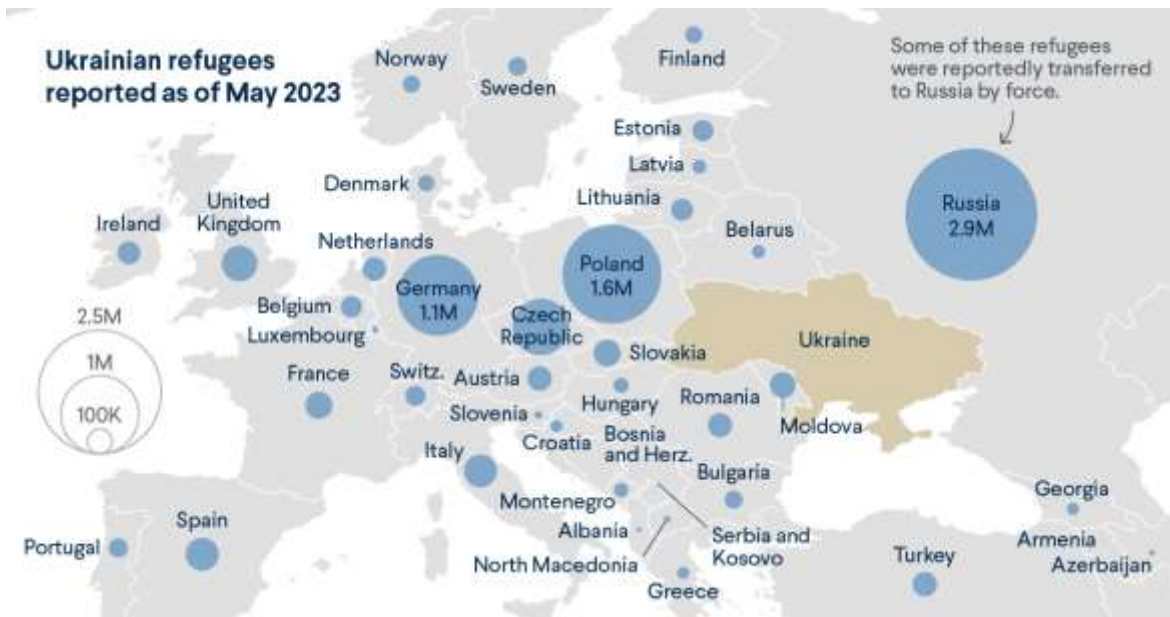 Ukrainian refugees
reported as of May 2023
Some of these refugees
were reportedly transferred
to Russia by force.
Norway
Sweden
Finland
Estonia
Latvia
Lithuania
Denmark
Belarus
Russia
2.9M
Ireland
United
Kingdom
Netherlands
Germany
1.1M
Poland
1.6M
Belgium
Luxembourg
Czech
Republic
Ukraine
Slovakia
2.5M
1M
100K
France
Switz.
Austria
Hungary
Romania
Moldova
Slovenia
Croatia
Bosnia
and Herz.
Italy
Bulgaria
Montenegro
Albania
North Macedonia
Serbia and
Kosovo
Greece
Portugal
Spain
Turkey
Georgia
Armenia
Azerbaijan